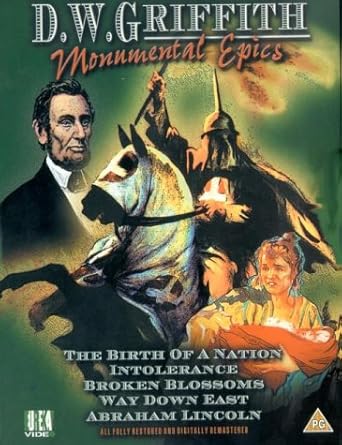 D.W.GRIFFITH
Monumental Epics
THE BIRTH OF A NATION
INTOLERANCE
BROKEN BLOSSOMS
WAY DOWN EAST
ABRAHAM LINCOLN
ALL FULLY RESTORED AND DIGITALLY REMASTERED
VIDEO
PG